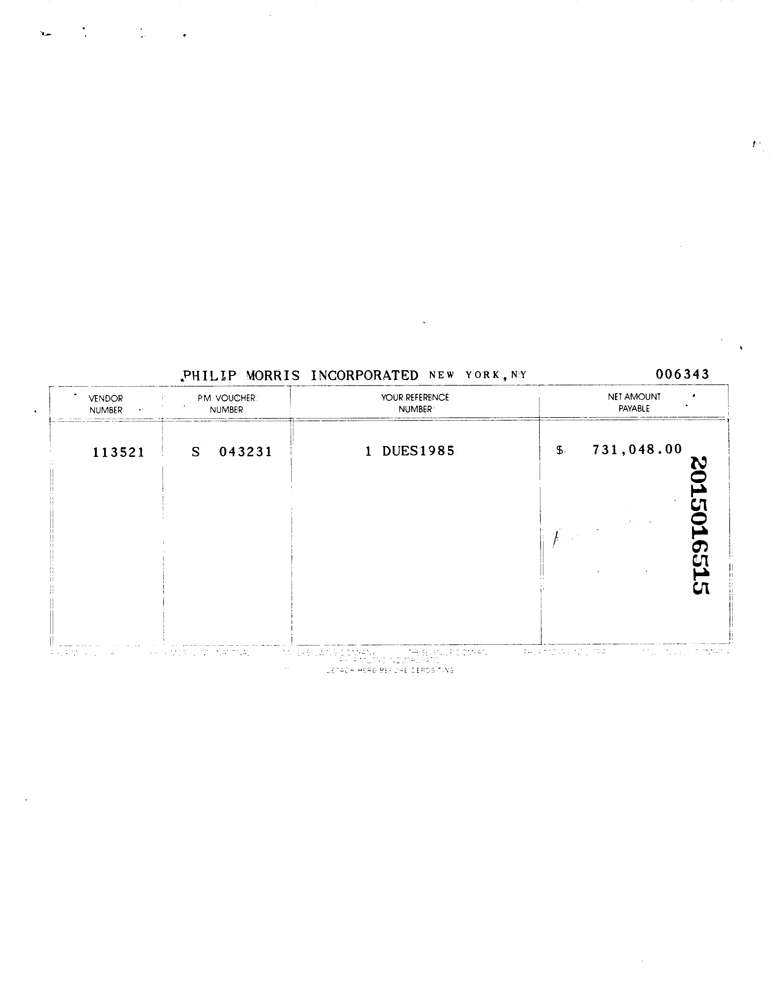 PHILIP MORRIS INCORPORATED NEW YORK, NY 006343
VENDOR NUMBER
P.M. VOUCHER NUMBER
YOUR REFERENCE NUMBER
NET AMOUNT PAYABLE
113521 S 043231 1 DUES1985 $ 731,048.00
2015016515
DETACH HERE BEFORE DEPOSITING